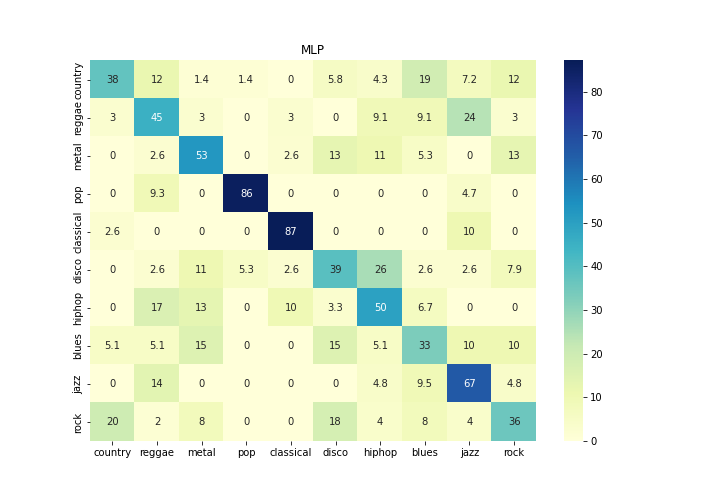 MLP
country 38 12 1.4 1.4 0 5.8 4.3 19 7.2 12
reggae 3 45 3 0 3 0 9.1 9.1 24 3
metal 0 2.6 53 0 2.6 13 11 5.3 0 13
pop 0 9.3 0 86 0 0 0 0 4.7 0
classical 2.6 0 0 0 87 0 0 0 10 0
disco 0 2.6 11 5.3 2.6 39 26 2.6 2.6 7.9
hiphop 0 17 13 0 10 3.3 50 6.7 0 0
blues 5.1 5.1 15 0 0 15 5.1 33 10 10
jazz 0 14 0 0 0 0 4.8 9.5 67 4.8
rock 20 2 8 0 0 18 4 8 4 36
country reggae metal pop classical disco hiphop blues jazz rock
80
70
60
50
40
30
20
10
0